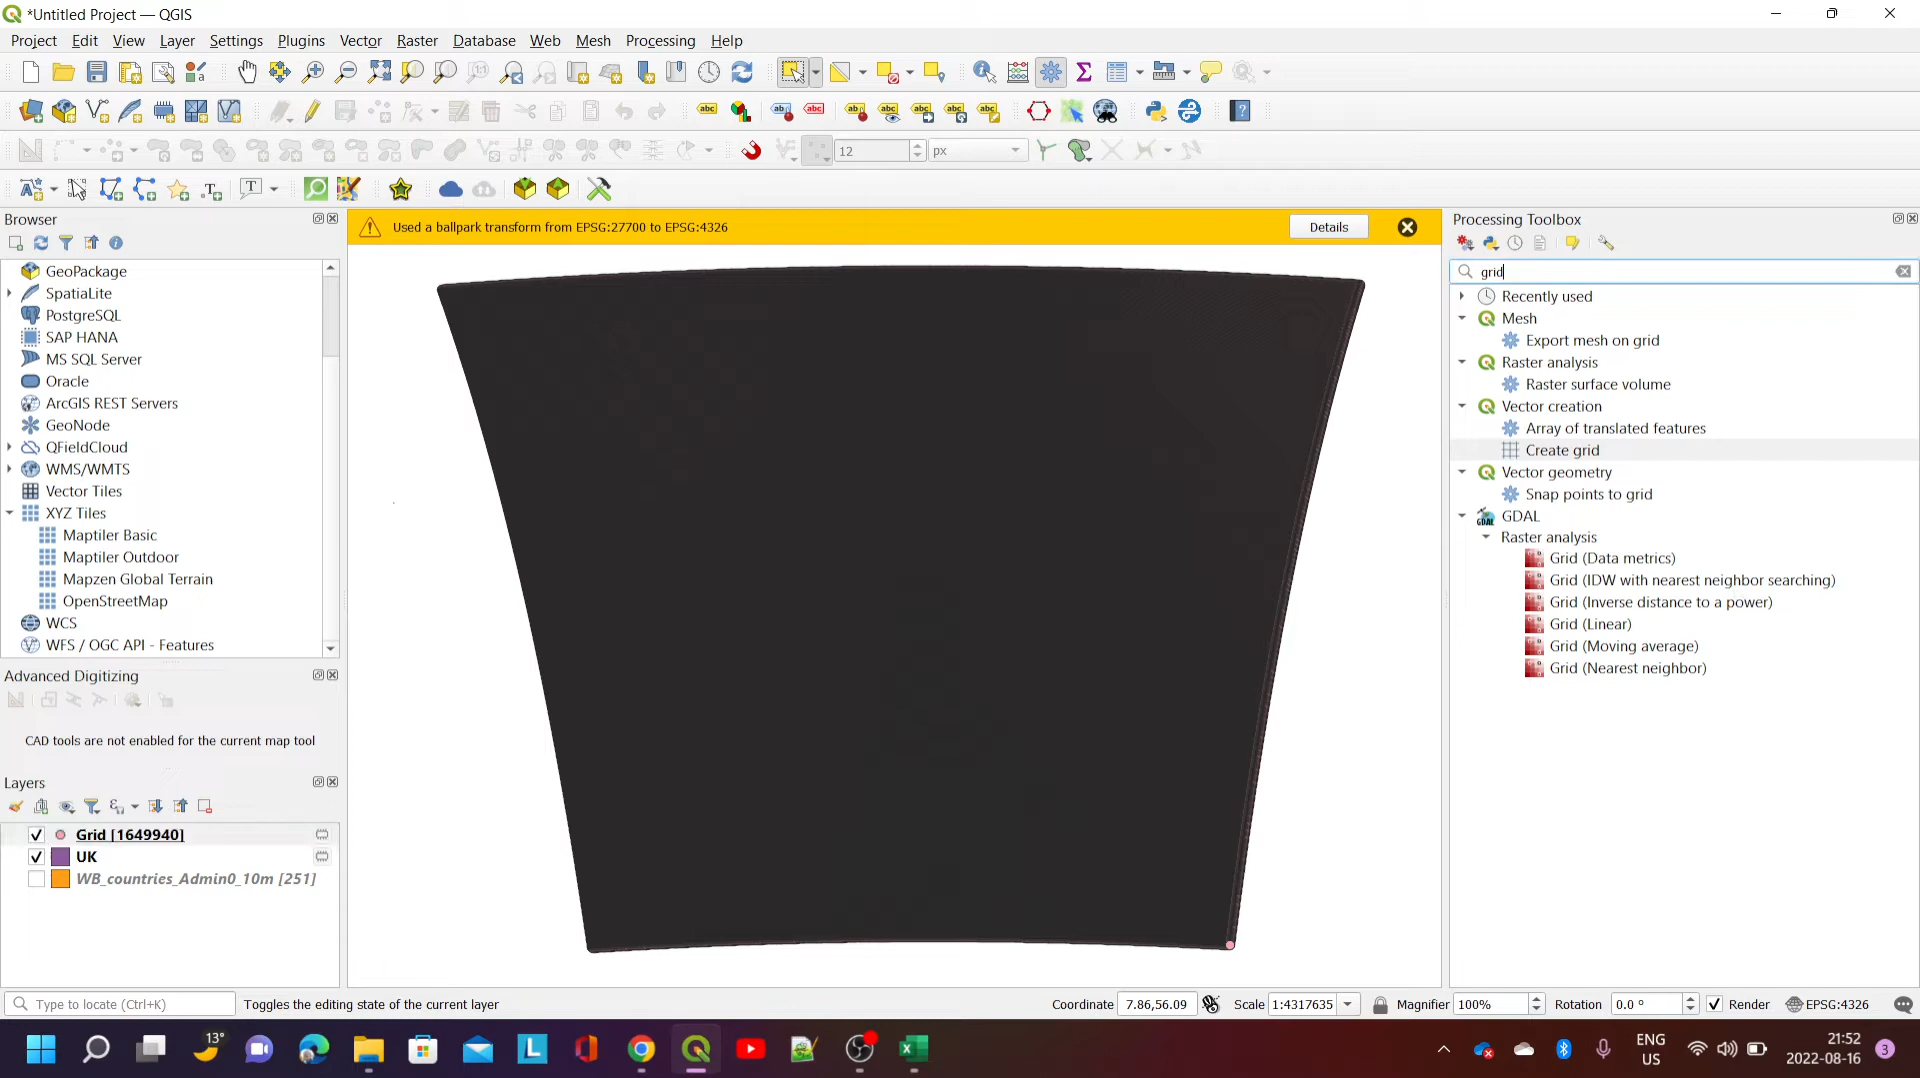 *Untitled Project — QGIS
Project Edit View Layer Settings Plugins Vector Raster Database Web Mesh Processing Help
12 px
Browser
GeoPackage
SpatiaLite
PostgreSQL
SAP HANA
MS SQL Server
Oracle
ArcGIS REST Servers
GeoNode
QFieldCloud
WMS/WMTS
Vector Tiles
XYZ Tiles
Maptiler Basic
Maptiler Outdoor
Mapzen Global Terrain
OpenStreetMap
WCS
WFS / OGC API - Features
Advanced Digitizing
CAD tools are not enabled for the current map tool
Layers
Grid [1649940]
UK
WB_countries_Admin0_10m [251]
Used a ballpark transform from EPSG:27700 to EPSG:4326 Details
Processing Toolbox
grid
Recently used
Mesh
Export mesh on grid
Raster analysis
Raster surface volume
Vector creation
Array of translated features
Create grid
Vector geometry
Snap points to grid
GDAL
Raster analysis
Grid (Data metrics)
Grid (IDW with nearest neighbor searching)
Grid (Inverse distance to a power)
Grid (Linear)
Grid (Moving average)
Grid (Nearest neighbor)
Type to locate (Ctrl+K) Toggles the editing state of the current layer Coordinate 7.86,56.09 Scale 1:4317635 Magnifier 100% Rotation 0.0 ° Render EPSG:4326
13° ENG 21:52
US 2022-08-16 3